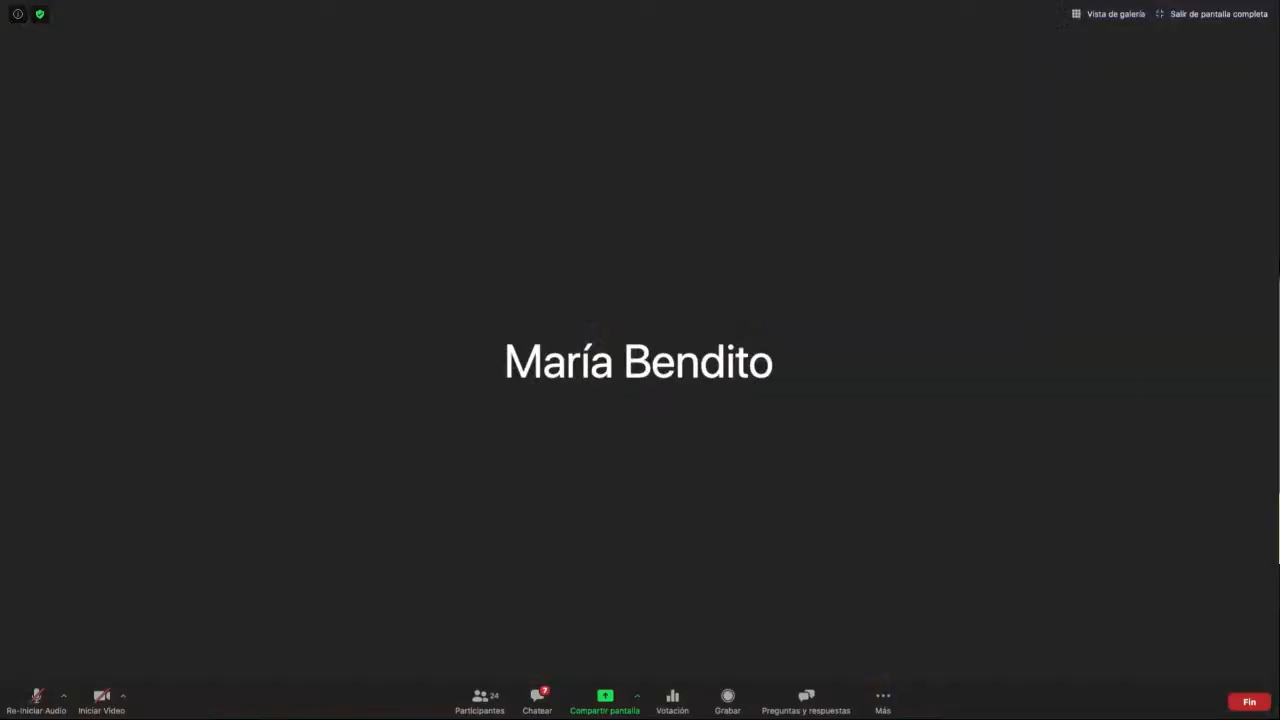 Vista de galería Salir de pantalla completa
María Bendito
24
7
Re-Iniciar Audio Iniciar Video Participantes Chatear Compartir pantalla Votación Grabar Preguntas y respuestas Más Fin